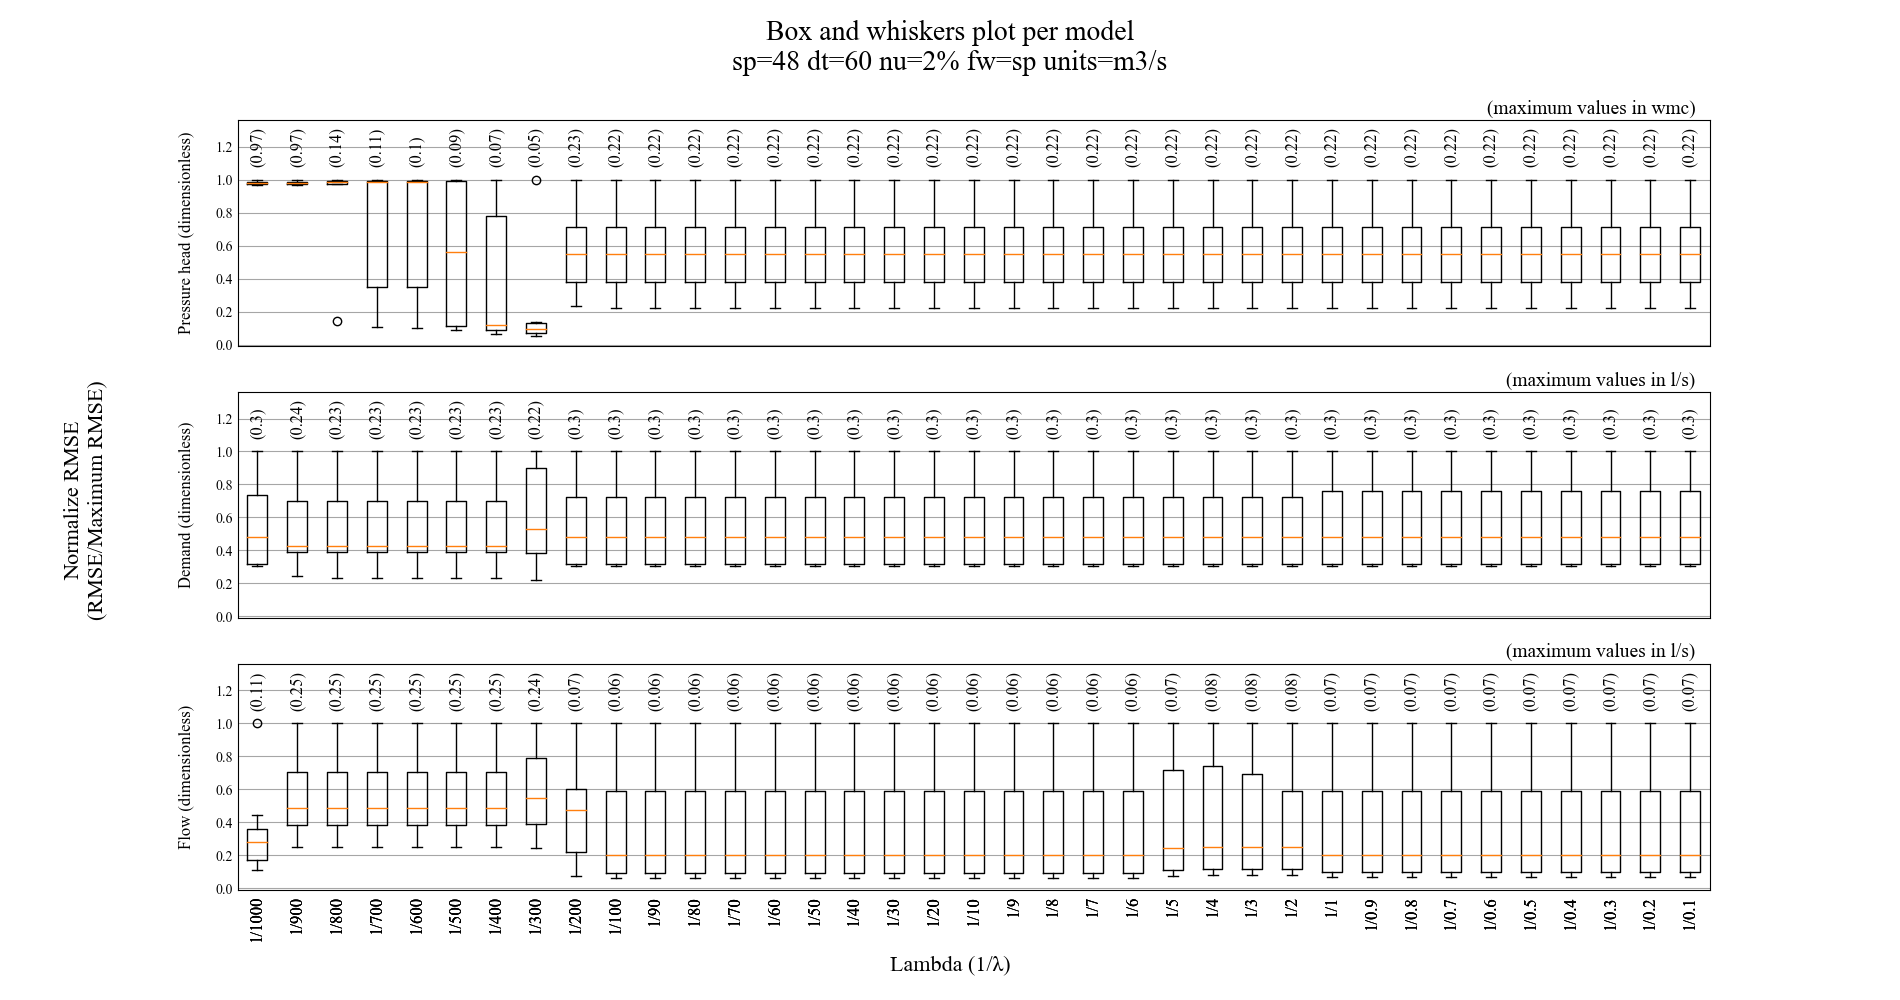 Box and whiskers plot per model
sp=48 dt=60 nu=2% fw=sp units=m3/s
Normalize RMSE
(RMSE/Maximum RMSE)
(maximum values in wmc)
Pressure head (dimensionless)
1.2
1.0
0.8
0.6
0.4
0.2
0.0
(0.97) (0.97) (0.14) (0.11) (0.1) (0.09) (0.07) (0.05) (0.23) (0.22) (0.22) (0.22) (0.22) (0.22) (0.22) (0.22) (0.22) (0.22) (0.22) (0.22) (0.22) (0.22) (0.22) (0.22) (0.22) (0.22) (0.22) (0.22) (0.22) (0.22) (0.22) (0.22) (0.22) (0.22) (0.22) (0.22) (0.22)
(maximum values in l/s)
Demand (dimensionless)
1.2
1.0
0.8
0.6
0.4
0.2
0.0
(0.3) (0.24) (0.23) (0.23) (0.23) (0.23) (0.23) (0.22) (0.3) (0.3) (0.3) (0.3) (0.3) (0.3) (0.3) (0.3) (0.3) (0.3) (0.3) (0.3) (0.3) (0.3) (0.3) (0.3) (0.3) (0.3) (0.3) (0.3) (0.3) (0.3) (0.3) (0.3) (0.3) (0.3) (0.3) (0.3) (0.3)
(maximum values in l/s)
Flow (dimensionless)
1.2
1.0
0.8
0.6
0.4
0.2
0.0
(0.11) (0.25) (0.25) (0.25) (0.25) (0.25) (0.25) (0.24) (0.07) (0.06) (0.06) (0.06) (0.06) (0.06) (0.06) (0.06) (0.06) (0.06) (0.06) (0.06) (0.06) (0.06) (0.06) (0.07) (0.08) (0.08) (0.08) (0.07) (0.07) (0.07) (0.07) (0.07) (0.07) (0.07) (0.07) (0.07) (0.07)
1/1000 1/900 1/800 1/700 1/600 1/500 1/400 1/300 1/200 1/100 1/90 1/80 1/70 1/60 1/50 1/40 1/30 1/20 1/10 1/9 1/8 1/7 1/6 1/5 1/4 1/3 1/2 1/1 1/0.9 1/0.8 1/0.7 1/0.6 1/0.5 1/0.4 1/0.3 1/0.2 1/0.1
Lambda (1/λ)